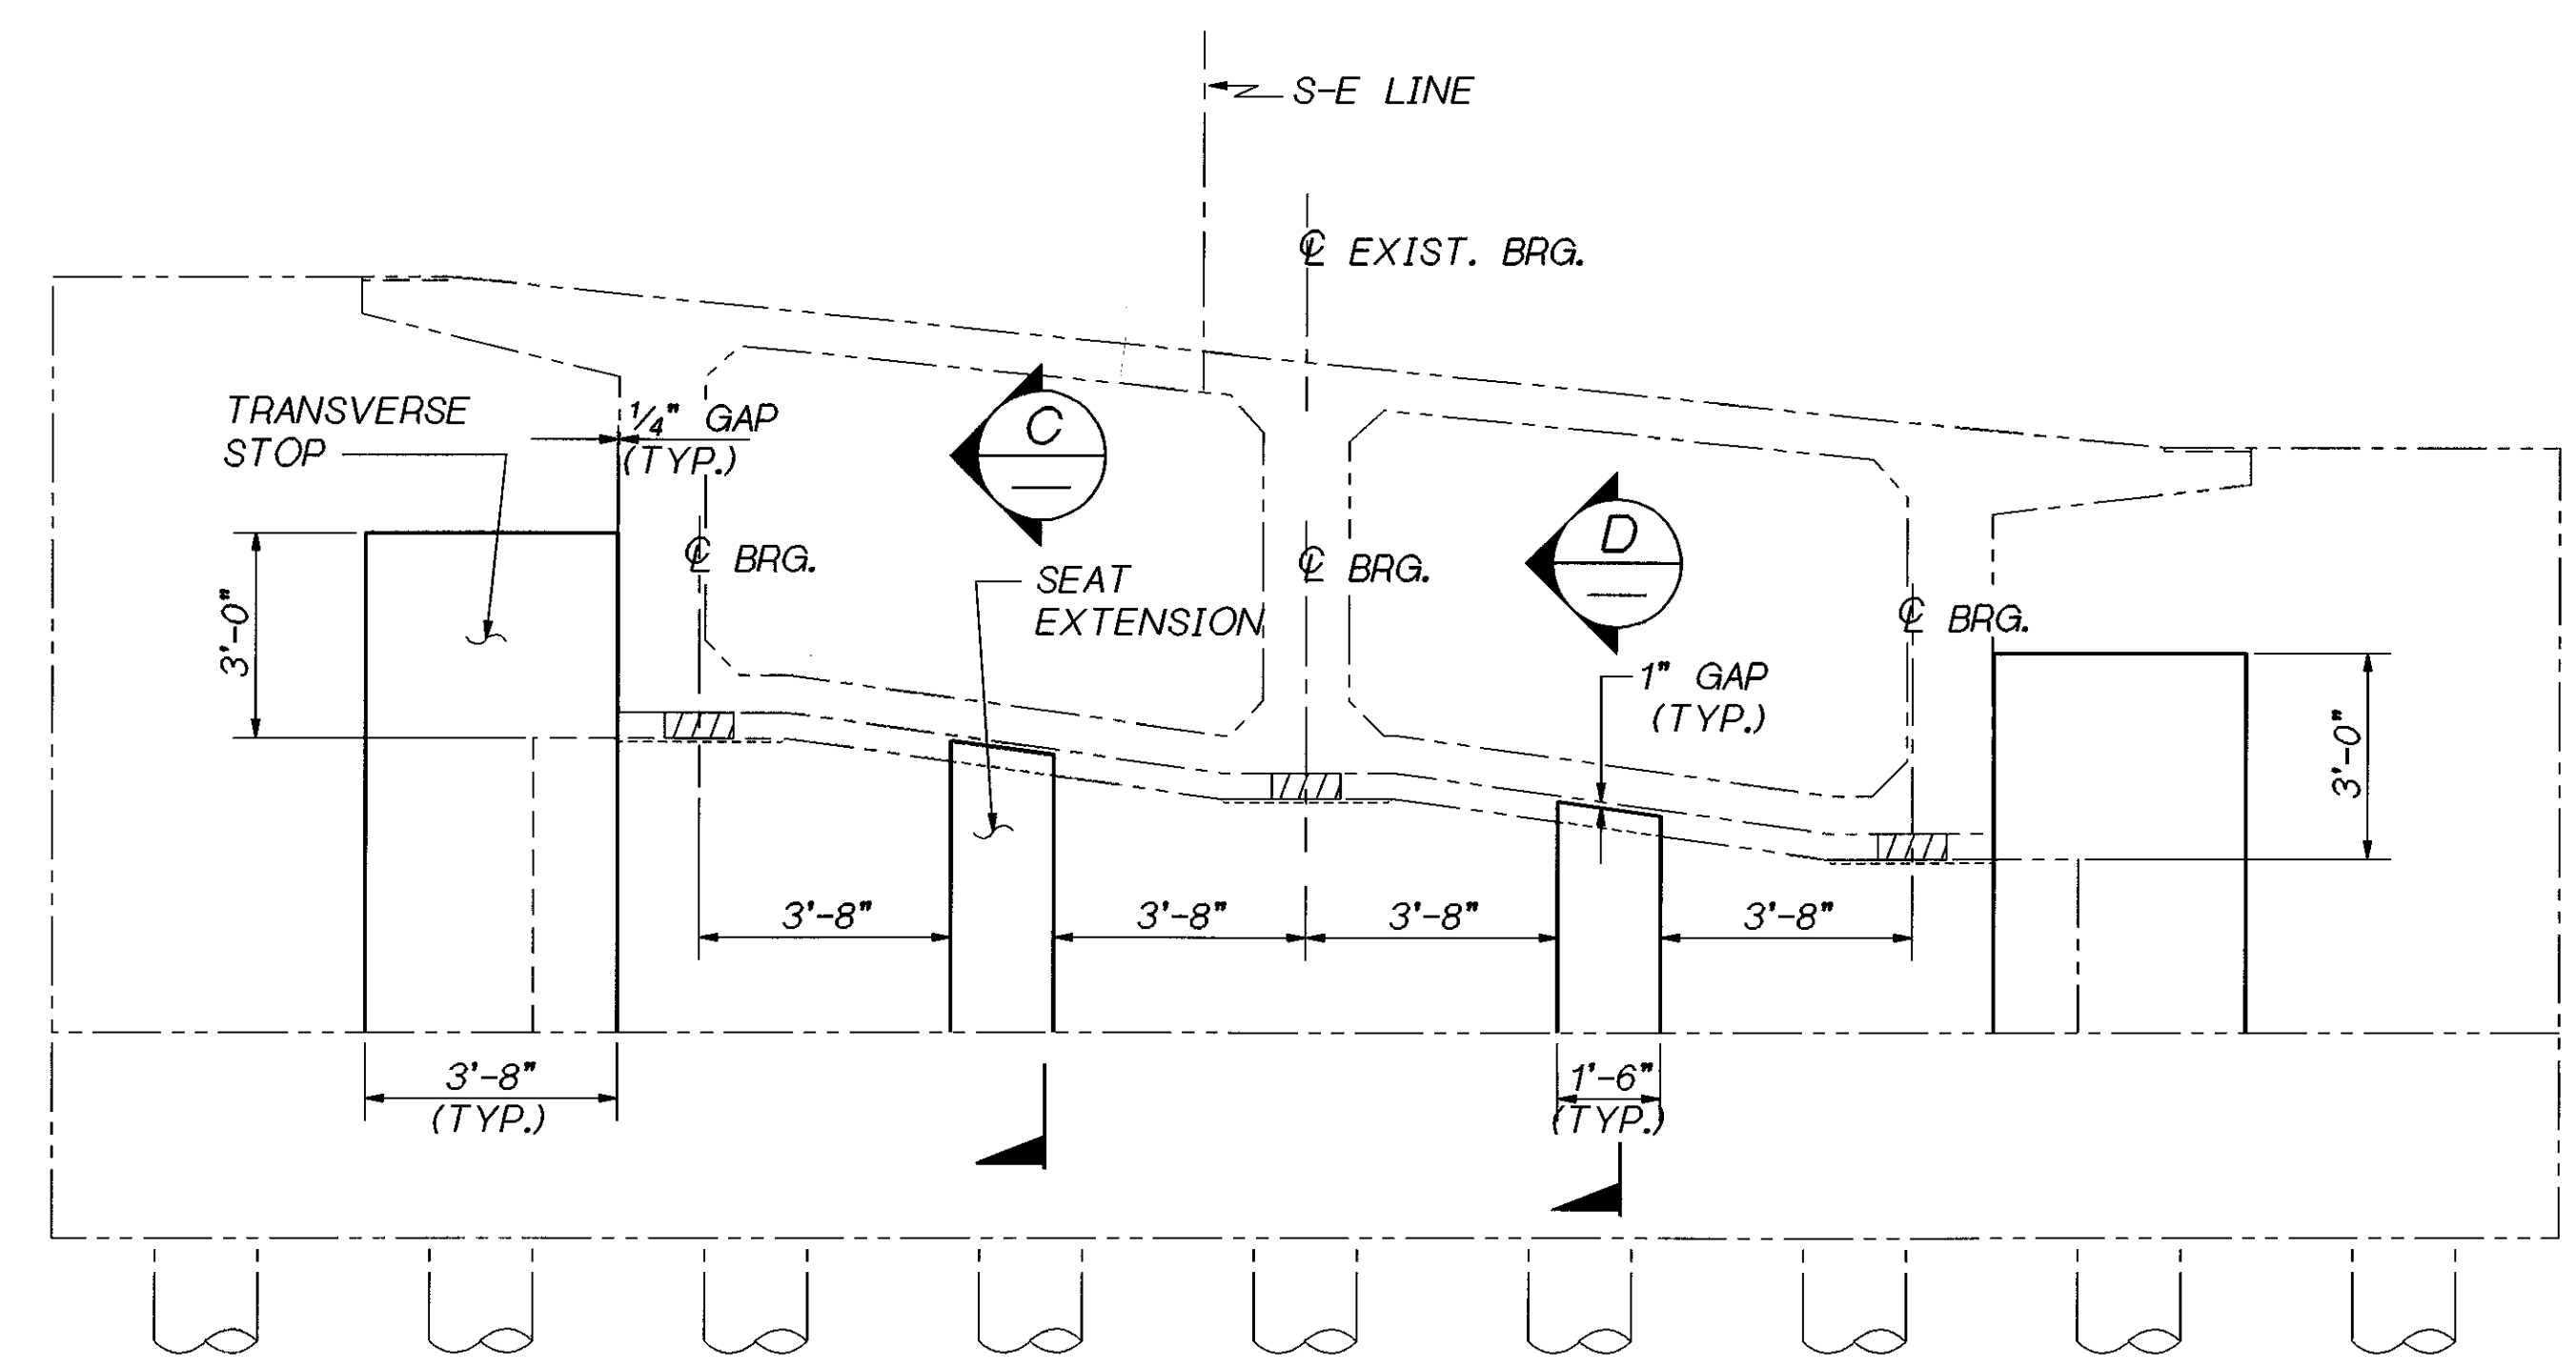 S-E LINE
℄ EXIST. BRG.
TRANSVERSE
STOP
1/4" GAP
(TYP.)
C
D
℄ BRG.
SEAT
EXTENSION
℄ BRG.
℄ BRG.
3'-0"
1" GAP
(TYP.)
3'-0"
3'-8"
3'-8"
3'-8"
3'-8"
3'-8"
(TYP.)
1'-6"
(TYP.)